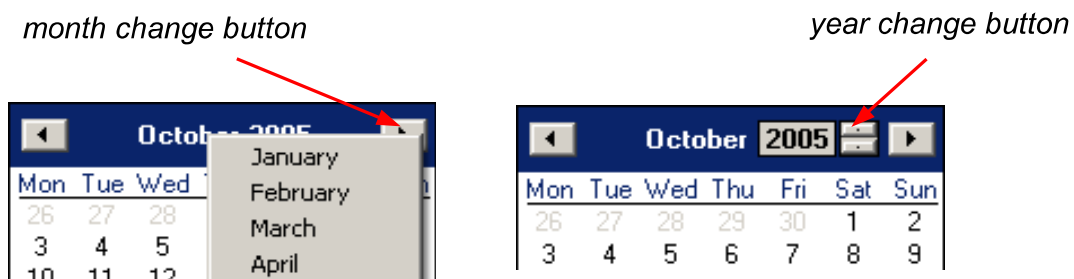 month change button
year change button
October 2005
January
February
March
April
Mon Tue Wed
26 27 28
3 4 5
10 11 12
October 2005
Mon Tue Wed Thu Fri Sat Sun
26 27 28 29 30 1 2
3 4 5 6 7 8 9